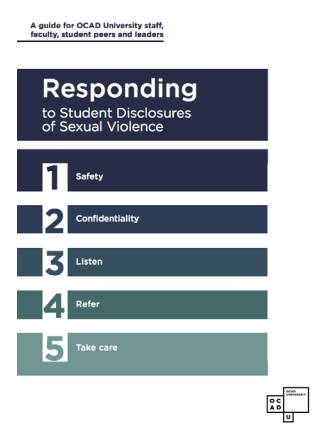 A guide for OCAD University staff,
faculty, student peers and leaders
Responding
to Student Disclosures
of Sexual Violence
1 Safety
2 Confidentiality
3 Listen
4 Refer
5 Take care
OCAD
UNIVERSITY
O C
A D
U